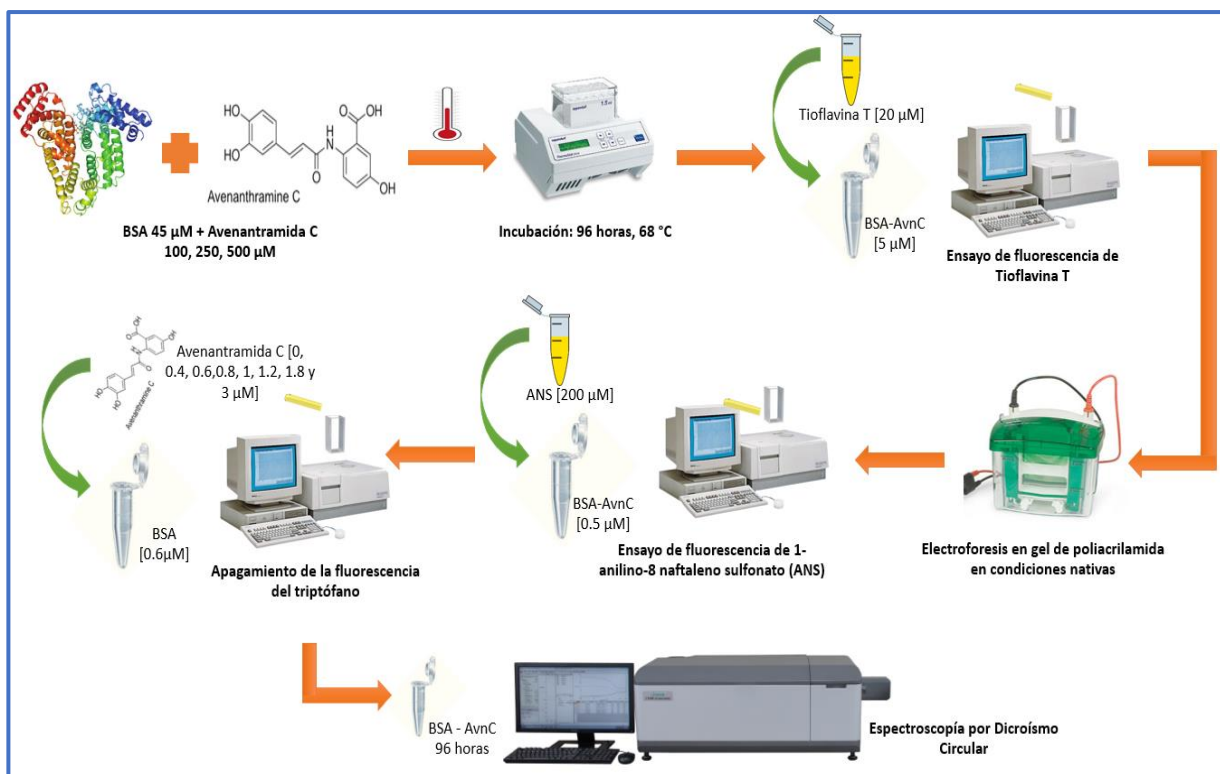 HO
HO
O
NH
O
OH
OH
Avenanthramine C
BSA 45 µM + Avenantramida C
100, 250, 500 µM
Incubación: 96 horas, 68 °C
Tioflavina T [20 µM]
BSA-AvnC
[5 µM]
Ensayo de fluorescencia de
Tioflavina T
Electroforesis en gel de poliacrilamida
en condiciones nativas
ANS [200 µM]
BSA-AvnC
[0.5 µM]
Ensayo de fluorescencia de 1-
anilino-8 naftaleno sulfonato (ANS)
Avenanthramine C
Avenantramida C [0,
0.4, 0.6,0.8, 1, 1.2, 1.8 y
3 µM]
BSA
[0.6µM]
Apagamiento de la fluorescencia
del triptófano
BSA - AvnC
96 horas
Espectroscopía por Dicroísmo
Circular